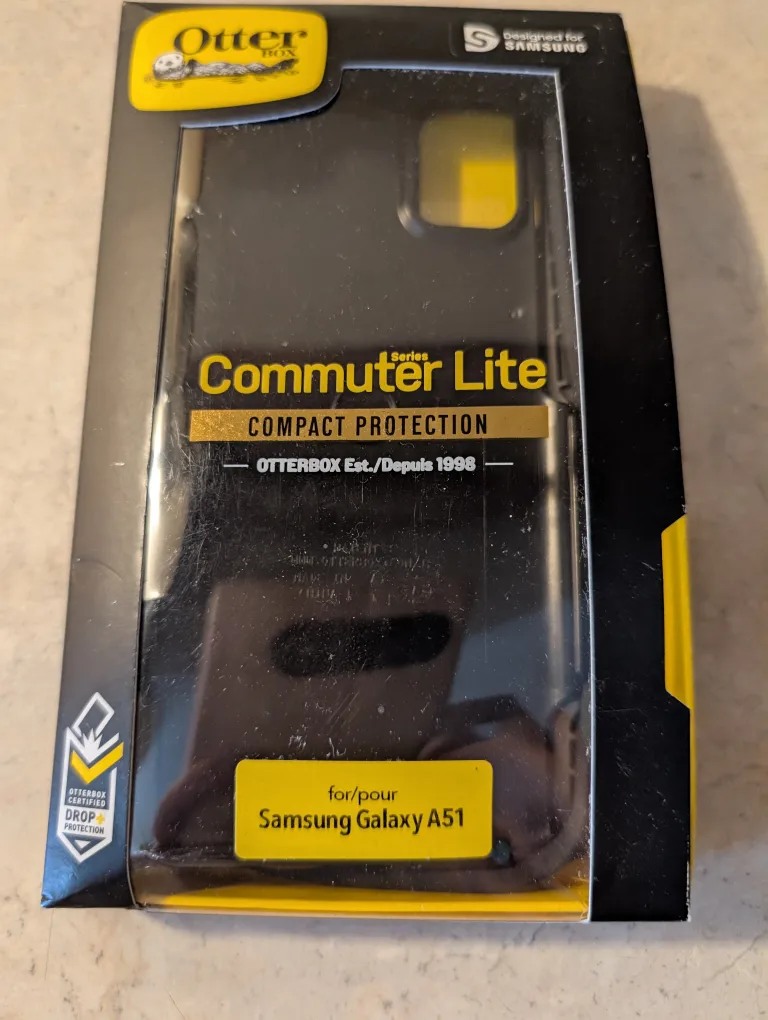 Otter
BOX
Designed for
SAMSUNG
Series
Commuter Lite
COMPACT PROTECTION
OTTERBOX Est./Depuis 1998
OTTERBOX
CERTIFIED
DROP+
PROTECTION
for/pour
Samsung Galaxy A51